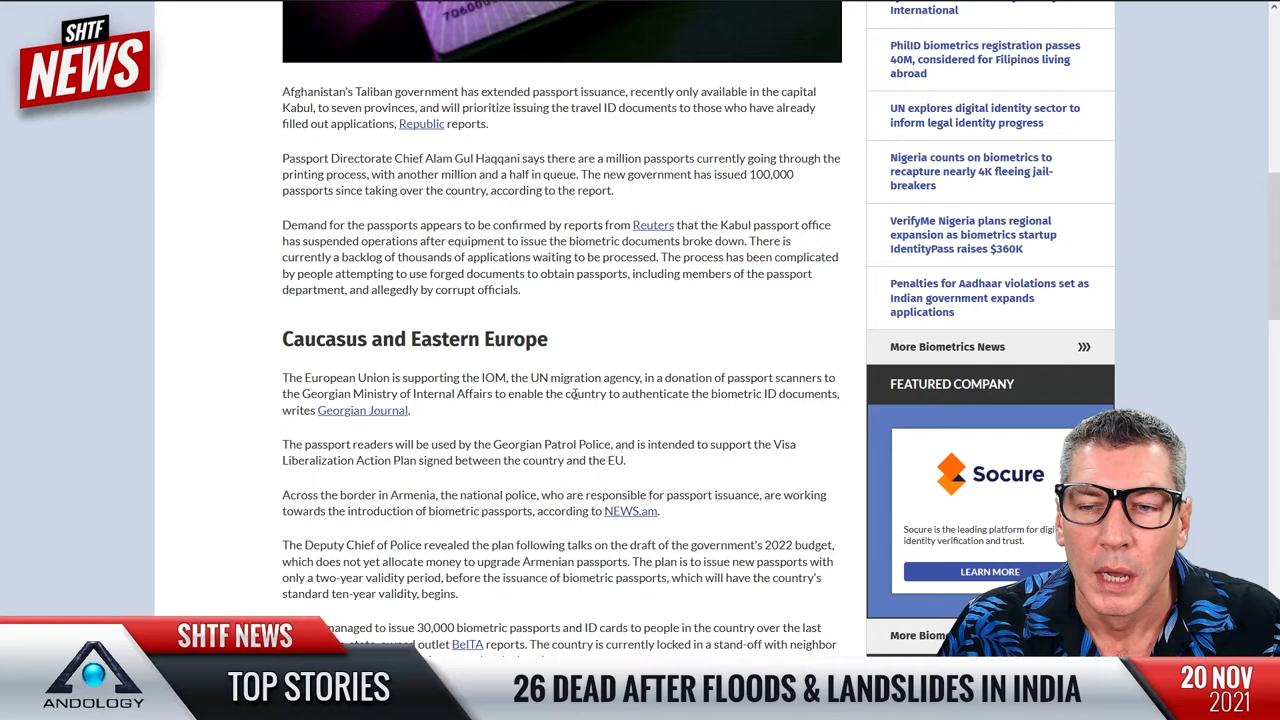 SHTF
NEWS
70600
Afghanistan's Taliban government has extended passport issuance, recently only available in the capital
Kabul, to seven provinces, and will prioritize issuing the travel ID documents to those who have already
filled out applications, Republic reports.
Passport Directorate Chief Alam Gul Haqqani says there are a million passports currently going through the
printing process, with another million and a half in queue. The new government has issued 100,000
passports since taking over the country, according to the report.
Demand for the passports appears to be confirmed by reports from Reuters that the Kabul passport office
has suspended operations after equipment to issue the biometric documents broke down. There is
currently a backlog of thousands of applications waiting to be processed. The process has been complicated
by people attempting to use forged documents to obtain passports, including members of the passport
department, and allegedly by corrupt officials.
Caucasus and Eastern Europe
The European Union is supporting the IOM, the UN migration agency, in a donation of passport scanners to
the Georgian Ministry of Internal Affairs to enable the country to authenticate the biometric ID documents,
writes Georgian Journal.
The passport readers will be used by the Georgian Patrol Police, and is intended to support the Visa
Liberalization Action Plan signed between the country and the EU.
Across the border in Armenia, the national police, who are responsible for passport issuance, are working
towards the introduction of biometric passports, according to NEWS.am.
The Deputy Chief of Police revealed the plan following talks on the draft of the government's 2022 budget,
which does not yet allocate money to upgrade Armenian passports. The plan is to issue new passports with
only a two-year validity period, before the issuance of biometric passports, which will have the country's
standard ten-year validity, begins.
managed to issue 30,000 biometric passports and ID cards to people in the country over the last
outlet BelTA reports. The country is currently locked in a stand-off with neighbor
International
PhilID biometrics registration passes
40M, considered for Filipinos living
abroad
UN explores digital identity sector to
inform legal identity progress
Nigeria counts on biometrics to
recapture nearly 4K fleeing jail-
breakers
VerifyMe Nigeria plans regional
expansion as biometrics startup
IdentityPass raises $360K
Penalties for Aadhaar violations set as
Indian government expands
applications
More Biometrics News
FEATURED COMPANY
Socure
Socure is the leading platform for digi
identity verification and trust.
LEARN MORE
More Biom
SHTF NEWS
ANDOLOGY
TOP STORIES
26 DEAD AFTER FLOODS & LANDSLIDES IN INDIA
20 NOV
2021